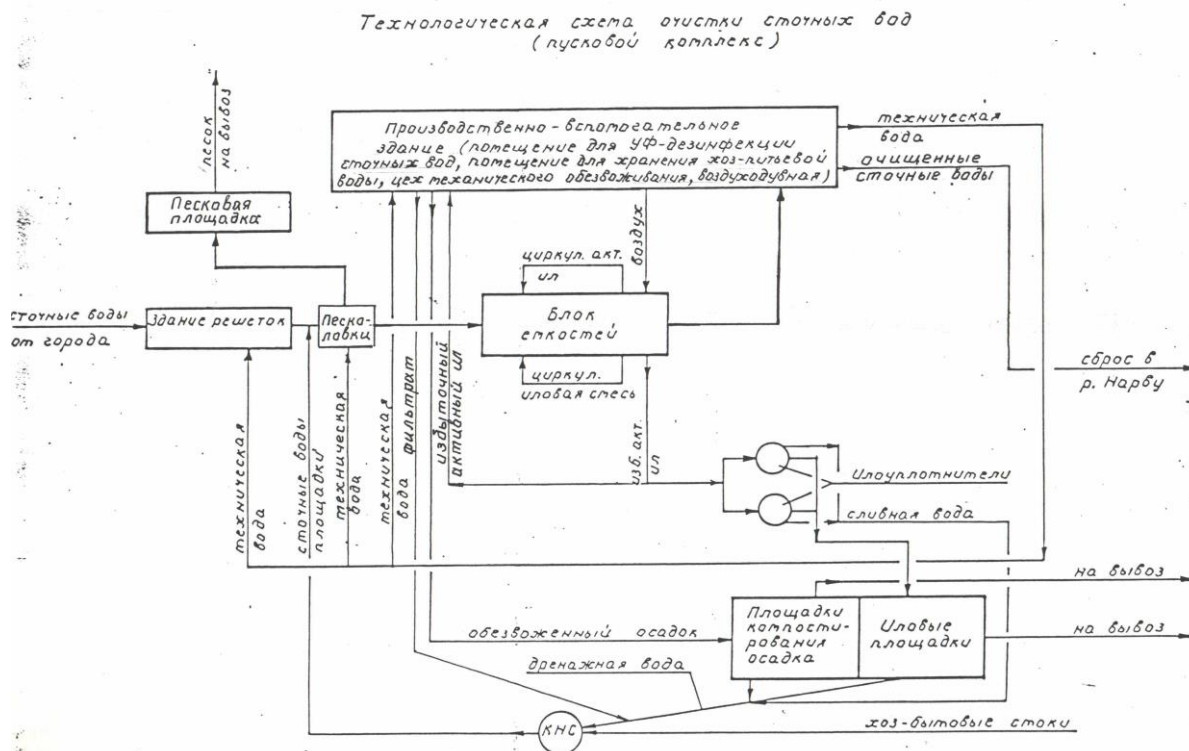 Технологическая схема очистки сточных вод
(пусковой комплекс)
песок
на вывоз
Производственно-вспомогательное
здание (помещение для УФ-дезинфекции
сточных вод, помещение для хранения хоз-питьевой
воды, цех механического обезвоживания, воздуходувная)
техническая
вода
очищенные
сточные воды
Песковая
площадка
циркул. акт.
ил
воздух
сточные воды
от города
Здание решеток
Песка-
ловки
Блок
емкостей
циркул.
иловая смесь
сброс в
р. Нарву
техническая
вода
сточные воды
площадки
техническая
вода
техническая
вода
фильтрат
издыточный
активный ил
изб. акт.
ил
Илоуплотнители
сливная вода
на вывоз
обезвоженный осадок
Площадки
компости-
рования
осадка
Иловые
площадки
на вывоз
дренажная вода
КНС
хоз-бытовые стоки